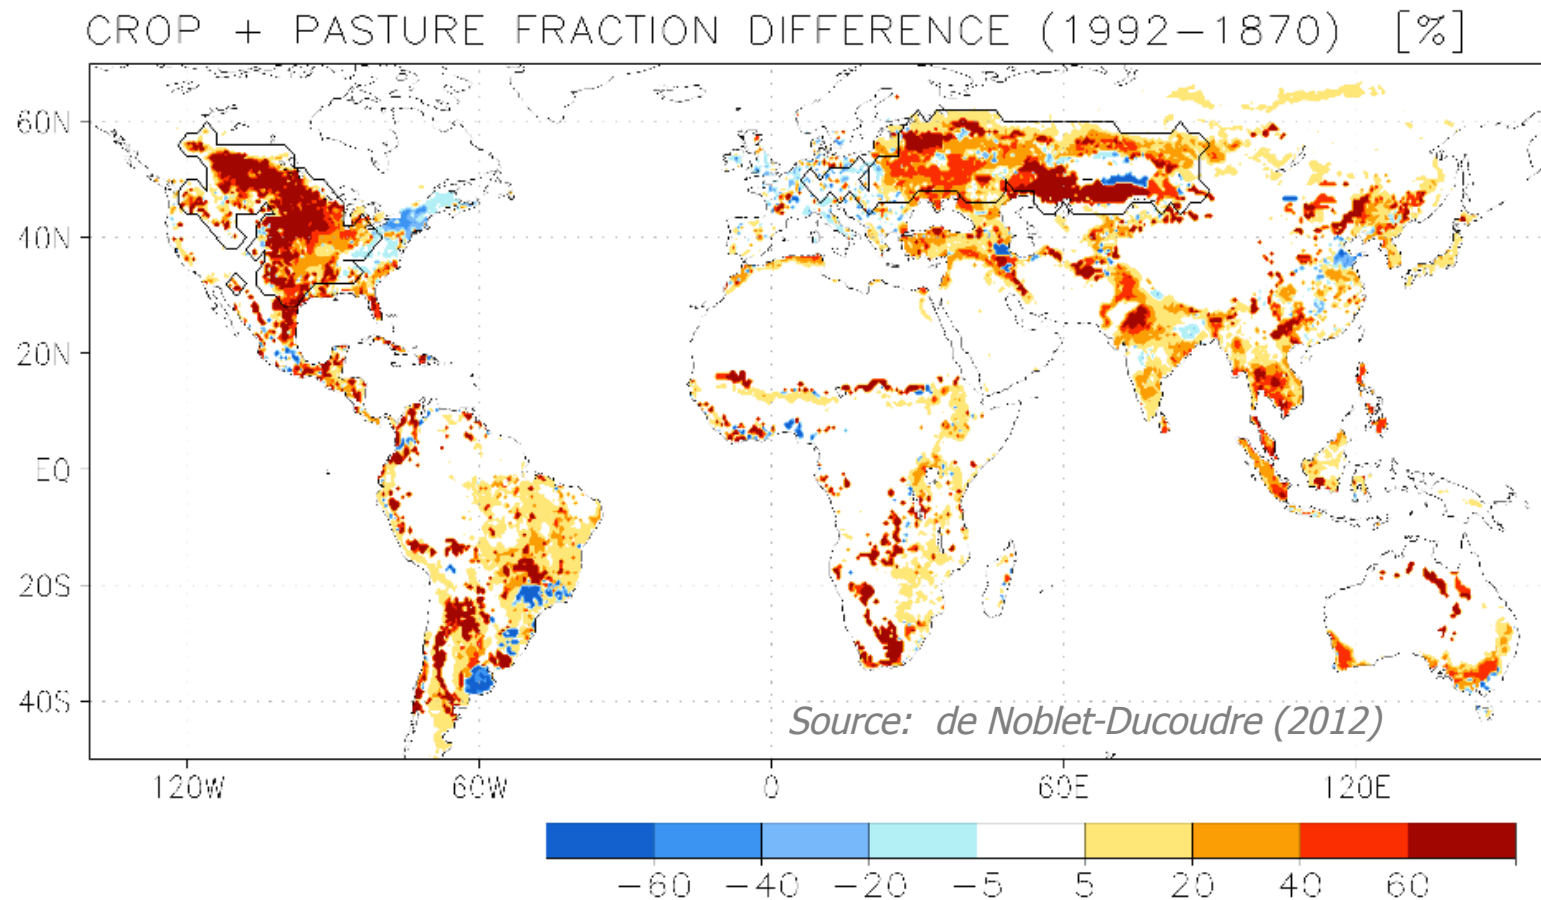 CROP + PASTURE FRACTION DIFFERENCE (1992−1870) [%]
60N
40N
20N
EQ
20S
40S
Source: de Noblet-Ducoudre (2012)
120W 60W 0 60E 120E
−60 −40 −20 −5 5 20 40 60